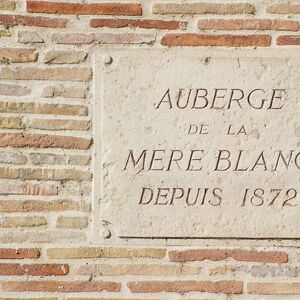 AUBERGE
DE LA
MERE BLANC
DEPUIS 1872